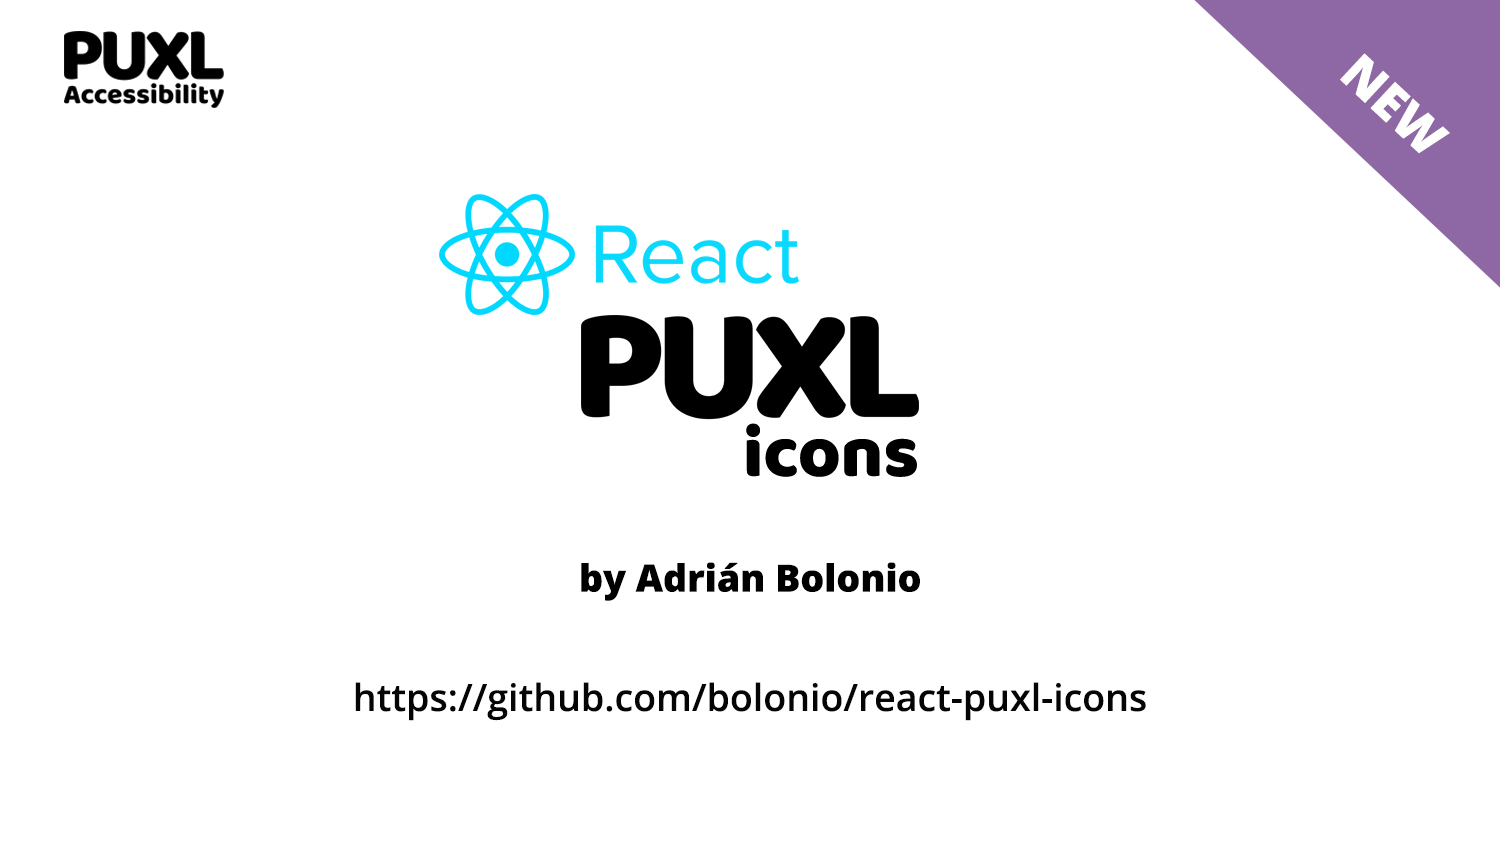 PUXL
Accessibility
NEW
React
PUXL
icons
by Adrián Bolonio
https://github.com/bolonio/react-puxl-icons